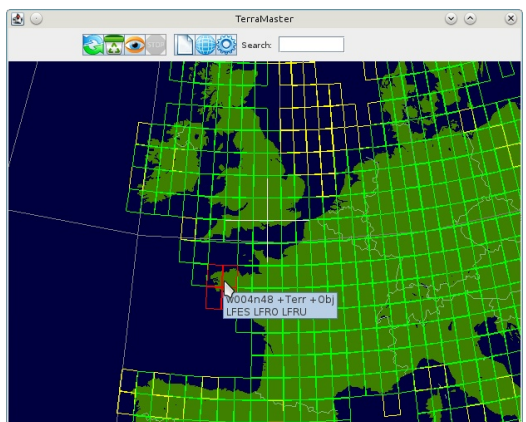 TerraMaster
Search:
w004n48 +Terr +Obj
LFES LFRO LFRU